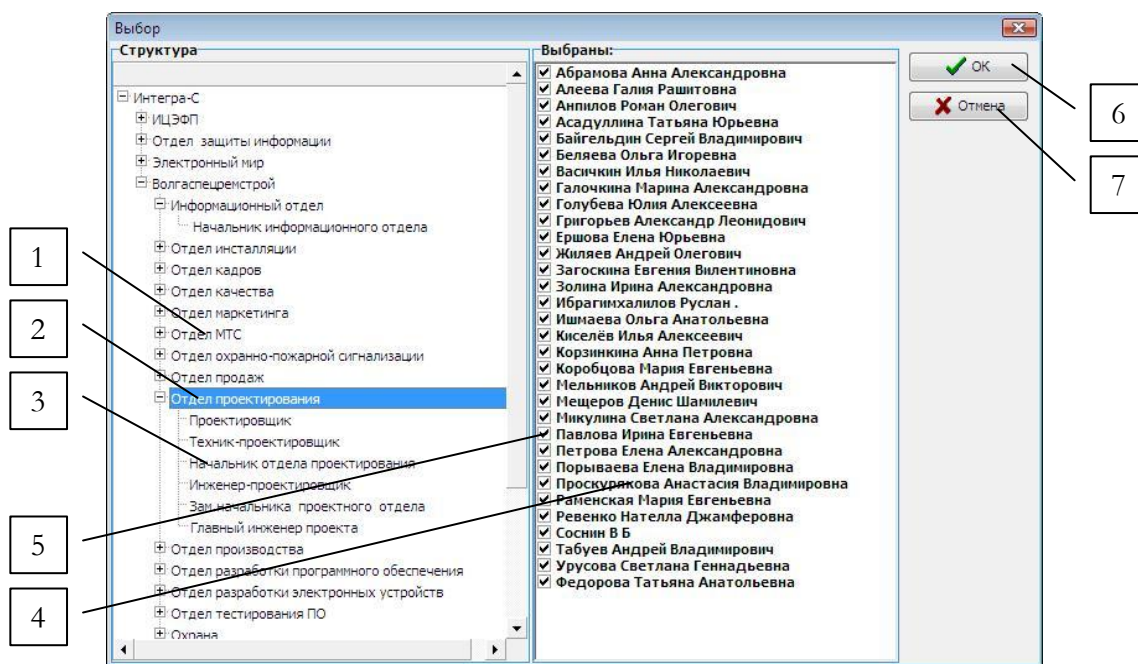 Выбор
Структура
Интегра-С
ИЦЭФП
Отдел защиты информации
Электронный мир
Волгаспецремстрой
Информационный отдел
Начальник информационного отдела
Отдел инсталляции
Отдел кадров
Отдел качества
Отдел маркетинга
Отдел МТС
Отдел охранно-пожарной сигнализации
Отдел продаж
Отдел проектирования
Проектировщик
Техник-проектировщик
Начальник отдела проектирования
Инженер-проектировщик
Зам.начальника проектного отдела
Главный инженер проекта
Отдел производства
Отдел разработки программного обеспечения
Отдел разработки электронных устройств
Отдел тестирования ПО
Охрана
Выбраны:
Абрамова Анна Александровна
Алеева Галия Рашитовна
Анпилов Роман Олегович
Асадуллина Татьяна Юрьевна
Байгельдин Сергей Владимирович
Беляева Ольга Игоревна
Васичкин Илья Николаевич
Галочкина Марина Александровна
Голубева Юлия Алексеевна
Григорьев Александр Леонидович
Ершова Елена Юрьевна
Жиляев Андрей Олегович
Загоскина Евгения Вилентиновна
Золина Ирина Александровна
Ибрагимхалилов Руслан .
Ишмаева Ольга Анатольевна
Киселёв Илья Алексеевич
Корзинкина Анна Петровна
Коробцова Мария Евгеньевна
Мельников Андрей Викторович
Мещеров Денис Шамилевич
Микулина Светлана Александровна
Павлова Ирина Евгеньевна
Петрова Елена Александровна
Порываева Елена Владимировна
Проскурякова Анастасия Владимировна
Раменская Мария Евгеньевна
Ревенко Нателла Джамферовна
Соснин В Б
Табуев Андрей Владимирович
Урусова Светлана Геннадьевна
Федорова Татьяна Анатольевна
OK
Отмена
1
2
3
5
4
6
7